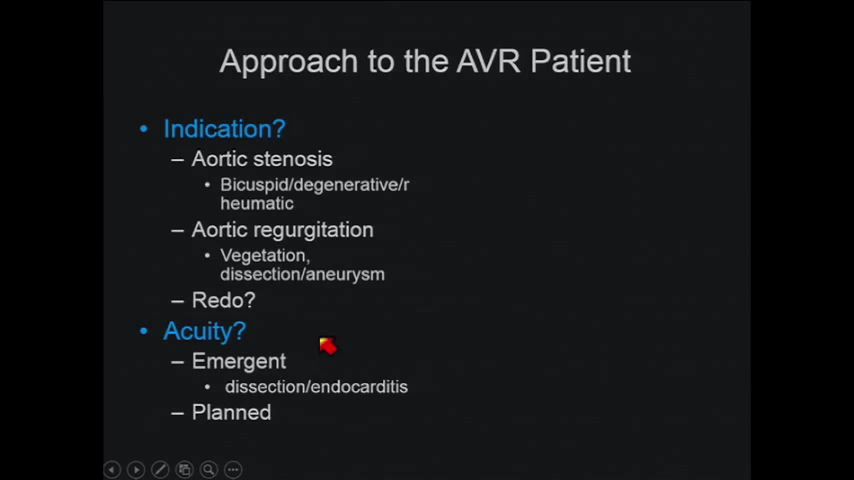 Approach to the AVR Patient
• Indication?
– Aortic stenosis
• Bicuspid/degenerative/r
heumatic
– Aortic regurgitation
• Vegetation,
dissection/aneurysm
– Redo?
• Acuity?
– Emergent
• dissection/endocarditis
– Planned